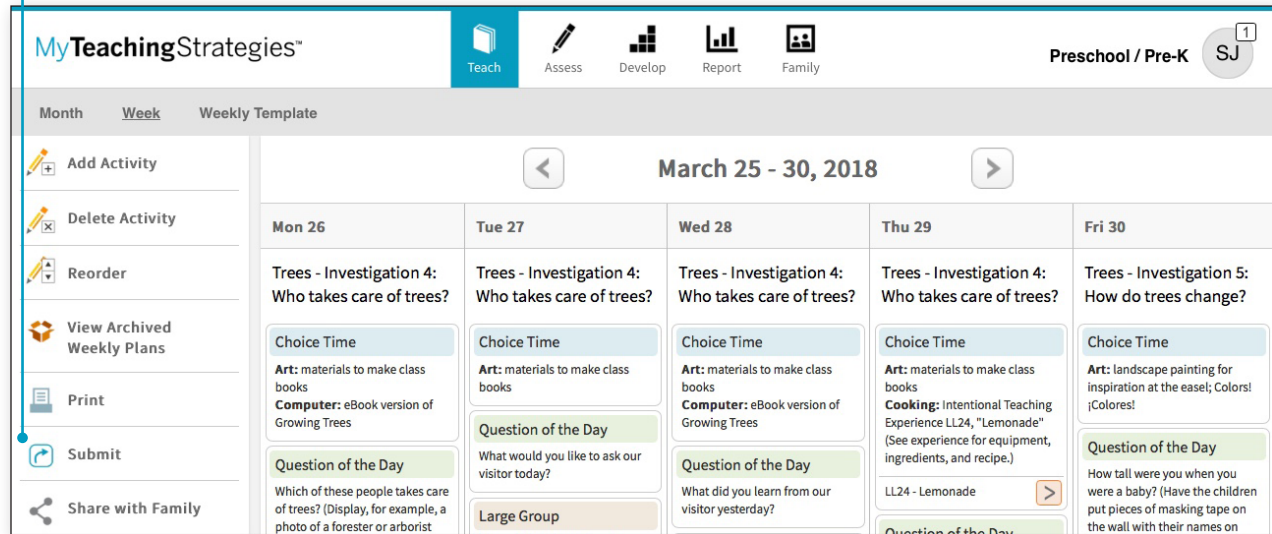 MyTeachingStrategies™
Teach
Assess
Develop
Report
Family
Preschool / Pre-K
SJ
1
Month
Week
Weekly Template
Add Activity
Delete Activity
Reorder
View Archived
Weekly Plans
Print
Submit
Share with Family
March 25 - 30, 2018
Mon 26
Trees - Investigation 4:
Who takes care of trees?
Choice Time
Art: materials to make class
books
Computer: eBook version of
Growing Trees
Question of the Day
Which of these people takes care
of trees? (Display, for example, a
photo of a forester or arborist
Tue 27
Trees - Investigation 4:
Who takes care of trees?
Choice Time
Art: materials to make class
books
Question of the Day
What would you like to ask our
visitor today?
Large Group
Wed 28
Trees - Investigation 4:
Who takes care of trees?
Choice Time
Art: materials to make class
books
Computer: eBook version of
Growing Trees
Question of the Day
What did you learn from our
visitor yesterday?
Thu 29
Trees - Investigation 4:
Who takes care of trees?
Choice Time
Art: materials to make class
books
Cooking: Intentional Teaching
Experience LL24, "Lemonade"
(See experience for equipment,
ingredients, and recipe.)
LL24 - Lemonade
Question of the Day
Fri 30
Trees - Investigation 5:
How do trees change?
Choice Time
Art: landscape painting for
inspiration at the easel; Colors!
¡Colores!
Question of the Day
How tall were you when you
were a baby? (Have the children
put pieces of masking tape on
the wall with their names on